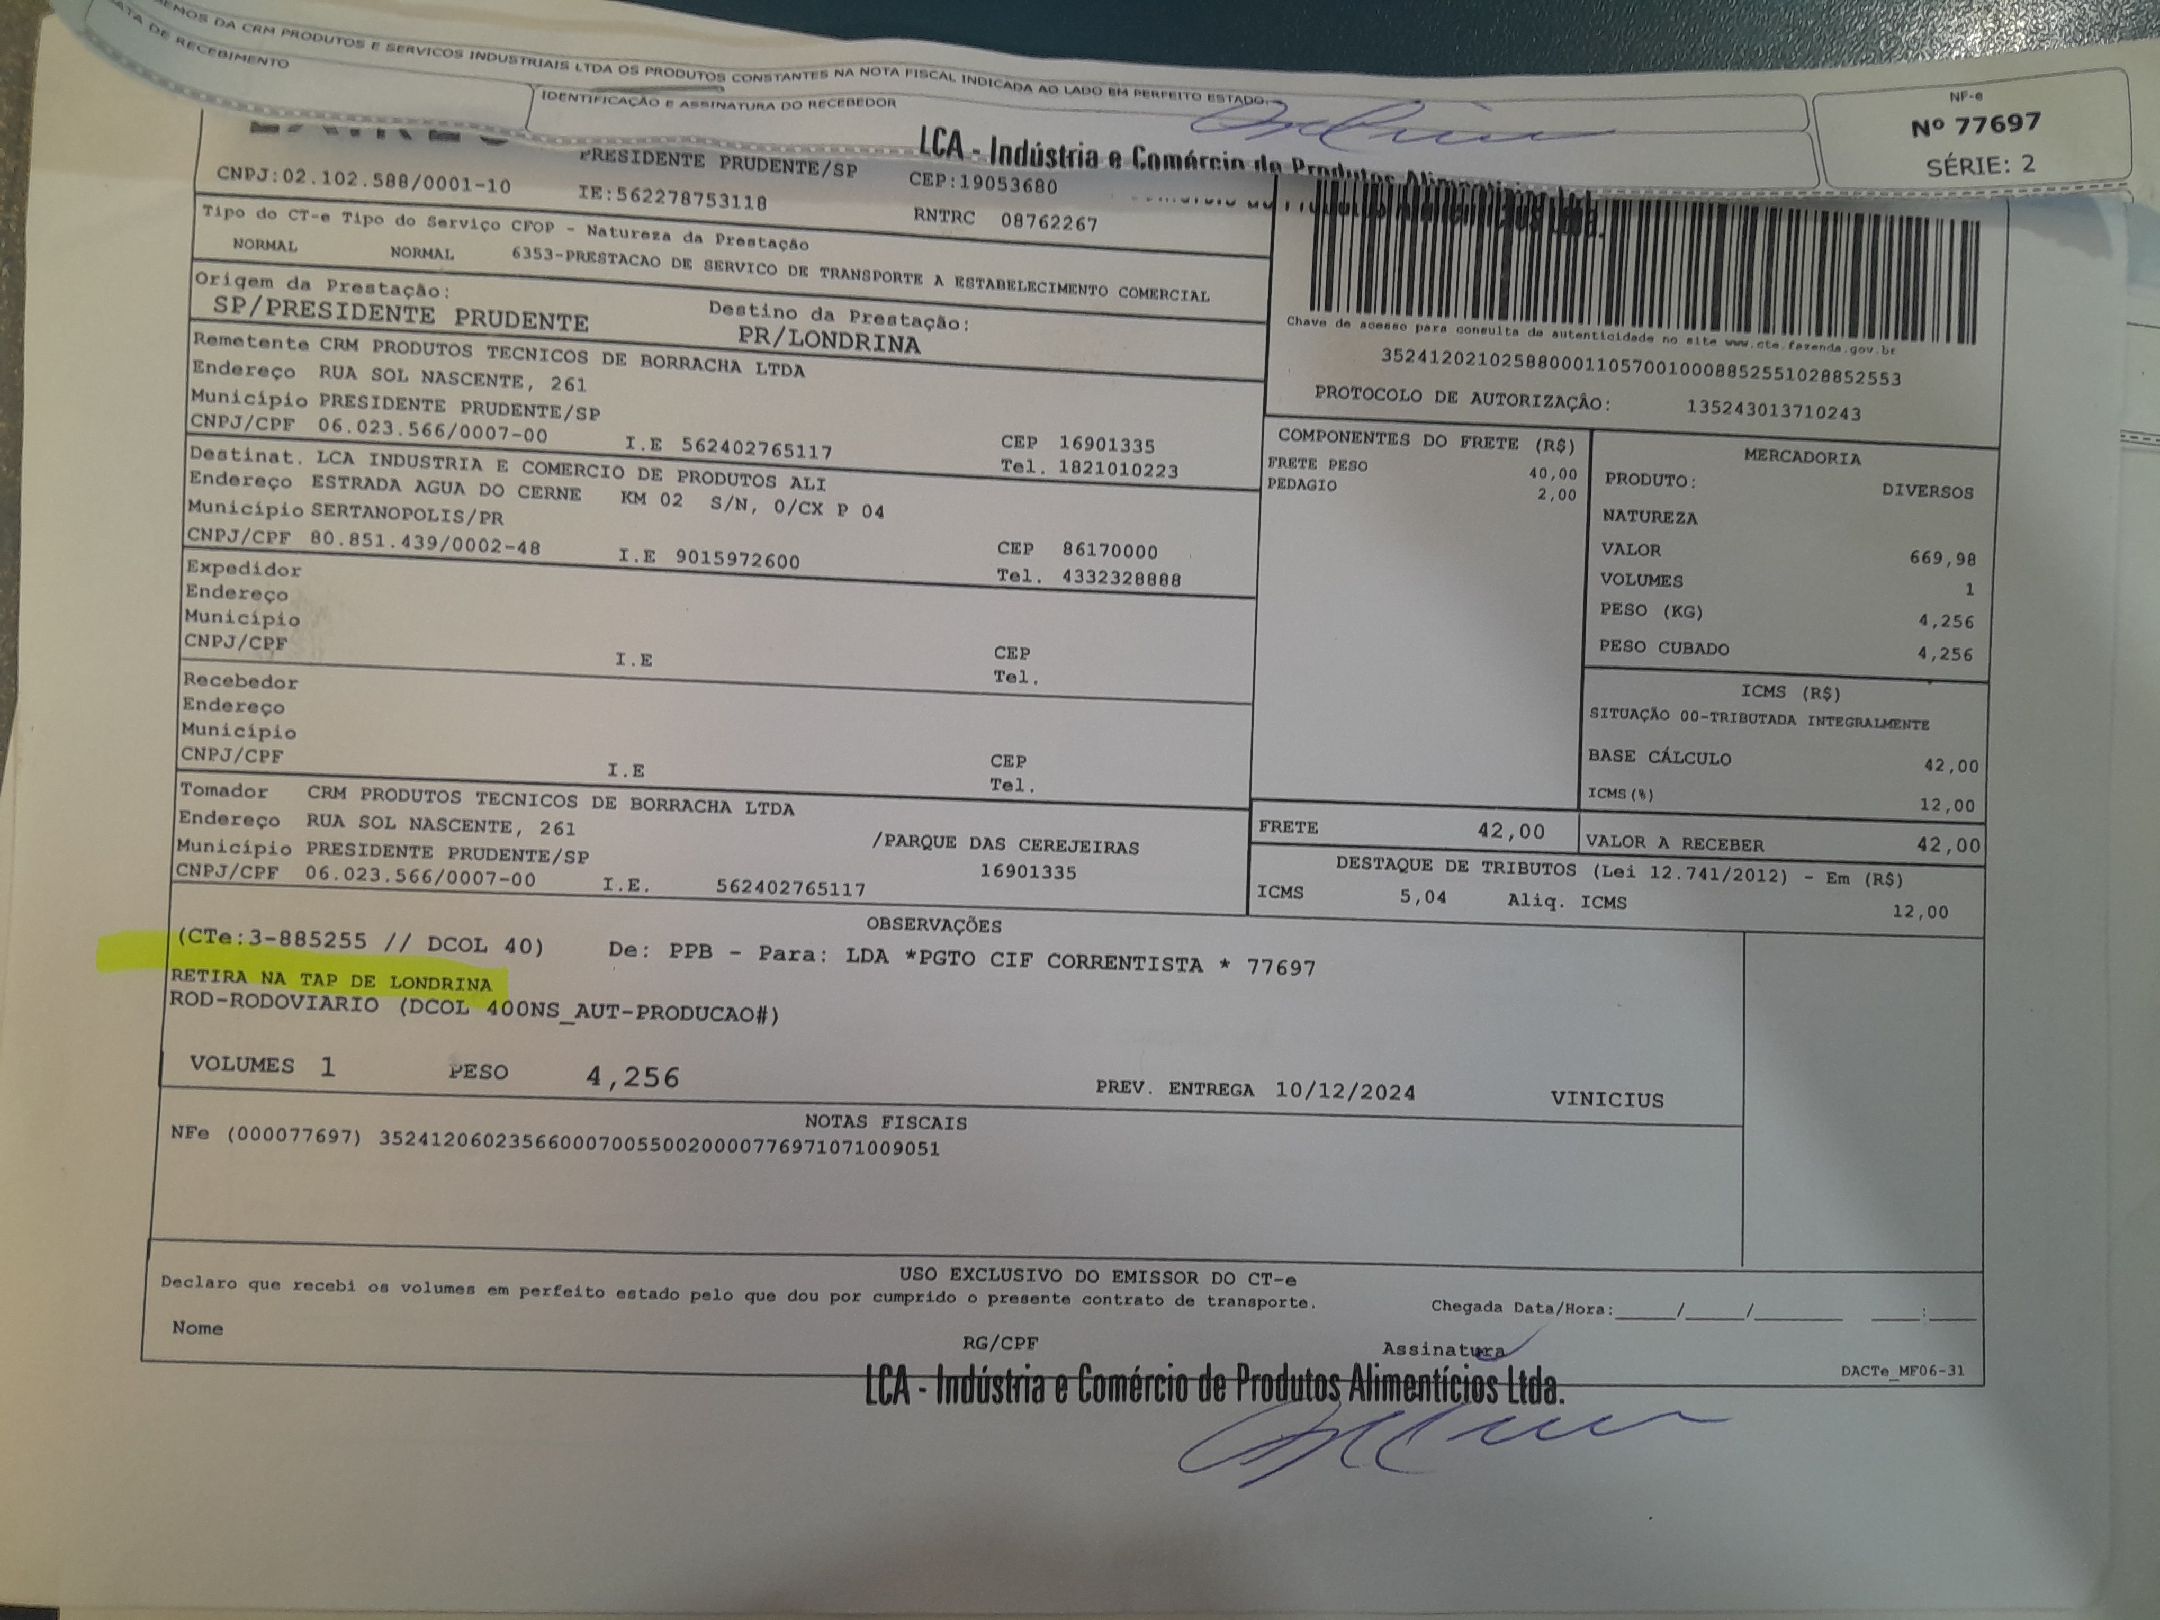 EMOS DA CRM PRODUTOS E SERVICOS INDUSTRIAIS LTDA OS PRODUTOS CONSTANTES NA NOTA FISCAL INDICADA AO LADO EM PERFEITO ESTADO.
ATA DE RECEBIMENTO
IDENTIFICAÇÃO E ASSINATURA DO RECEBEDOR
NF-e
Nº 77697
SÉRIE: 2
LCA - Indústria e Comércio de Produtos Alimentícios Ltda.
PRESIDENTE PRUDENTE/SP CEP:19053680
CNPJ:02.102.588/0001-10 IE:562278753118 RNTRC 08762267
Tipo do CT-e Tipo do Serviço CFOP - Natureza da Prestação
NORMAL NORMAL 6353-PRESTACAO DE SERVICO DE TRANSPORTE A ESTABELECIMENTO COMERCIAL
Origem da Prestação: Destino da Prestação:
SP/PRESIDENTE PRUDENTE PR/LONDRINA
Chave de acesso para consulta de autenticidade no site www.cte.fazenda.gov.br
35241202102588000110570010008852551028852553
PROTOCOLO DE AUTORIZAÇÃO: 135243013710243
Remetente CRM PRODUTOS TECNICOS DE BORRACHA LTDA
Endereço RUA SOL NASCENTE, 261
Município PRESIDENTE PRUDENTE/SP CEP 16901335
CNPJ/CPF 06.023.566/0007-00 I.E 562402765117 Tel. 1821010223
Destinat. LCA INDUSTRIA E COMERCIO DE PRODUTOS ALI
Endereço ESTRADA AGUA DO CERNE KM 02 S/N, 0/CX P 04
Município SERTANOPOLIS/PR CEP 86170000
CNPJ/CPF 80.851.439/0002-48 I.E 9015972600 Tel. 4332328888
Expedidor
Endereço
Município CEP
CNPJ/CPF I.E Tel.
Recebedor
Endereço
Município CEP
CNPJ/CPF I.E Tel.
Tomador CRM PRODUTOS TECNICOS DE BORRACHA LTDA
Endereço RUA SOL NASCENTE, 261 /PARQUE DAS CEREJEIRAS
Município PRESIDENTE PRUDENTE/SP 16901335
CNPJ/CPF 06.023.566/0007-00 I.E. 562402765117
COMPONENTES DO FRETE (R$)
FRETE PESO 40,00
PEDAGIO 2,00
MERCADORIA
PRODUTO: DIVERSOS
NATUREZA
VALOR 669,98
VOLUMES 1
PESO (KG) 4,256
PESO CUBADO 4,256
ICMS (R$)
SITUAÇÃO 00-TRIBUTADA INTEGRALMENTE
BASE CÁLCULO 42,00
ICMS(%) 12,00
FRETE 42,00 VALOR A RECEBER 42,00
DESTAQUE DE TRIBUTOS (Lei 12.741/2012) - Em (R$)
ICMS 5,04 Aliq. ICMS 12,00
OBSERVAÇÕES
(CTe:3-885255 // DCOL 40) De: PPB - Para: LDA *PGTO CIF CORRENTISTA * 77697
RETIRA NA TAP DE LONDRINA
ROD-RODOVIARIO (DCOL 400NS_AUT-PRODUCAO#)
VOLUMES 1 PESO 4,256 PREV. ENTREGA 10/12/2024 VINICIUS
NOTAS FISCAIS
NFe (000077697) 35241206023566000700550020000776971071009051
USO EXCLUSIVO DO EMISSOR DO CT-e
Declaro que recebi os volumes em perfeito estado pelo que dou por cumprido o presente contrato de transporte. Chegada Data/Hora:____/____/______ ___:___
Nome RG/CPF Assinatura
DACTe_MF06-31
LCA - Indústria e Comércio de Produtos Alimentícios Ltda.